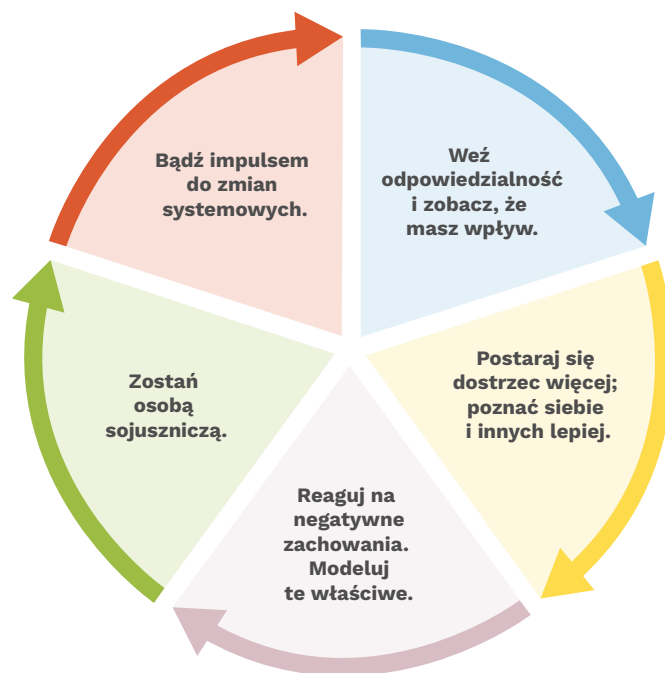 Weź
odpowiedzialność
i zobacz, że
masz wpływ.
Postaraj się
dostrzec więcej;
poznać siebie
i innych lepiej.
Reaguj na
negatywne
zachowania.
Modeluj
te właściwe.
Zostań
osobą
sojuszniczą.
Bądź impulsem
do zmian
systemowych.